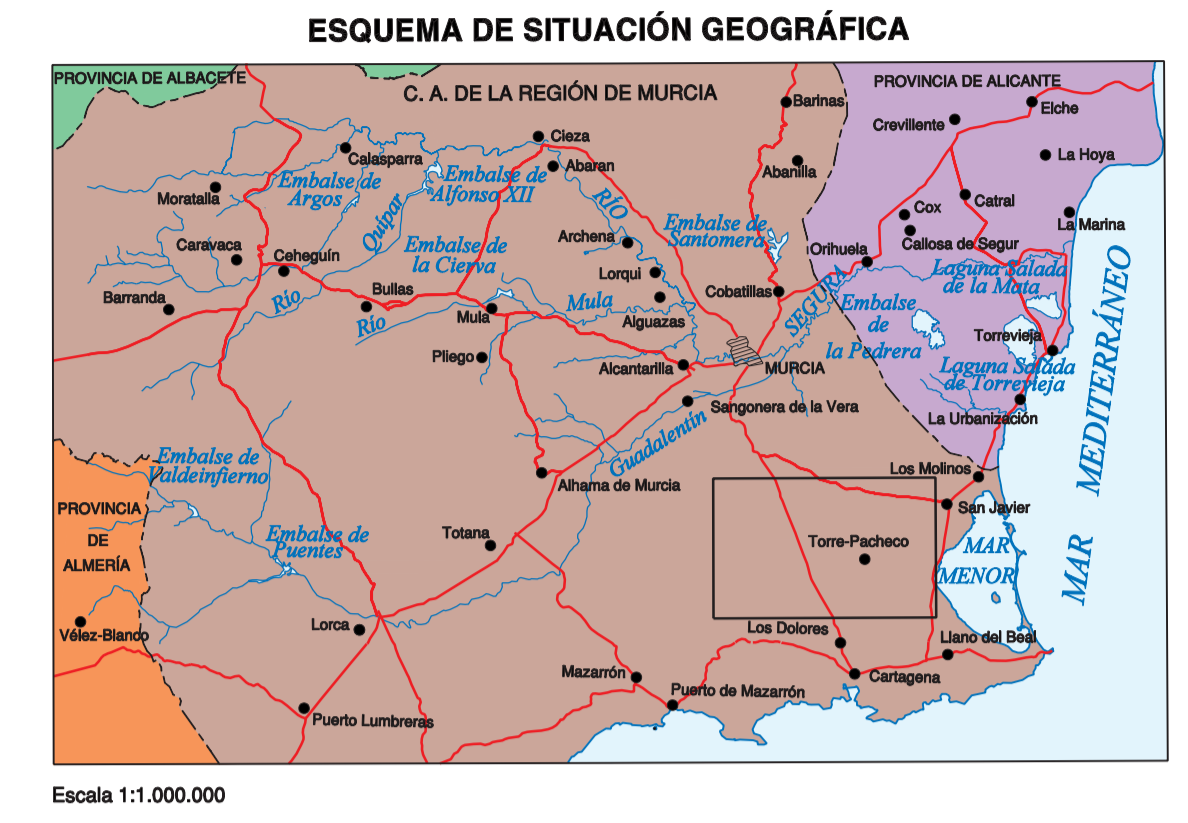 ESQUEMA DE SITUACIÓN GEOGRÁFICA
PROVINCIA DE ALBACETE
C. A. DE LA REGIÓN DE MURCIA
PROVINCIA DE ALICANTE
Barinas
Elche
Crevillente
Cieza
Calasparra
Abaran
La Hoya
Abanilla
Embalse de
Argos
Embalse de
Alfonso XII
Moratalla
Quípar
RÍO
Catral
Cox
La Marina
Embalse de
Santomera
Archena
Callosa de Segur
Caravaca
Ceheguín
Embalse de
la Cierva
Orihuela
Lorqui
Laguna Salada
de la Mata
Barranda
Río
Bullas
Cobatillas
SEGURA
Mula
Embalse
de
la Pedrera
Río
Mula
Alguazas
Torrevieja
MAR MEDITERRÁNEO
Pliego
Alcantarilla
MURCIA
Laguna Salada
de Torrevieja
Sangonera de la Vera
La Urbanización
Guadalentín
Embalse de
Valdeinfierno
Los Molinos
Alhama de Murcia
PROVINCIA
DE
ALMERÍA
San Javier
Embalse de
Puentes
Totana
Torre-Pacheco
MAR
MENOR
Vélez-Blanco
Lorca
Los Dolores
Llano del Beal
Mazarrón
Cartagena
Puerto de Mazarrón
Puerto Lumbreras
Escala 1:1.000.000